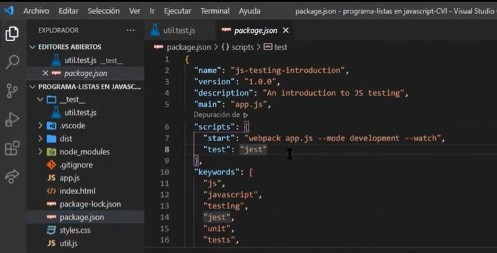 Archivo Editar Selección Ver Ir Ejecutar Terminal Ayuda package.json - programa-listas en javascript-CVI - Visual Studio
EXPLORADOR ...
util.test.js
package.json ×
EDITORES ABIERTOS
util.test.js __test__
× package.json
PROGRAMA-LISTAS EN JAVASC...
__test__
util.test.js
.vscode
dist
node_modules
.gitignore
JS app.js
<> index.html
package-lock.json
package.json
styles.css
JS util.js
package.json > {} scripts > test
1 {
2 "name": "js-testing-introduction",
3 "version": "1.0.0",
4 "description": "An introduction to JS testing",
5 "main": "app.js",
Depuración de
6 "scripts": {
7 "start": "webpack app.js --mode development --watch",
8 "test": "jest"
9 },
10 "keywords": [
11 "js",
12 "javascript",
13 "testing",
14 "jest",
15 "unit",
16 "tests",